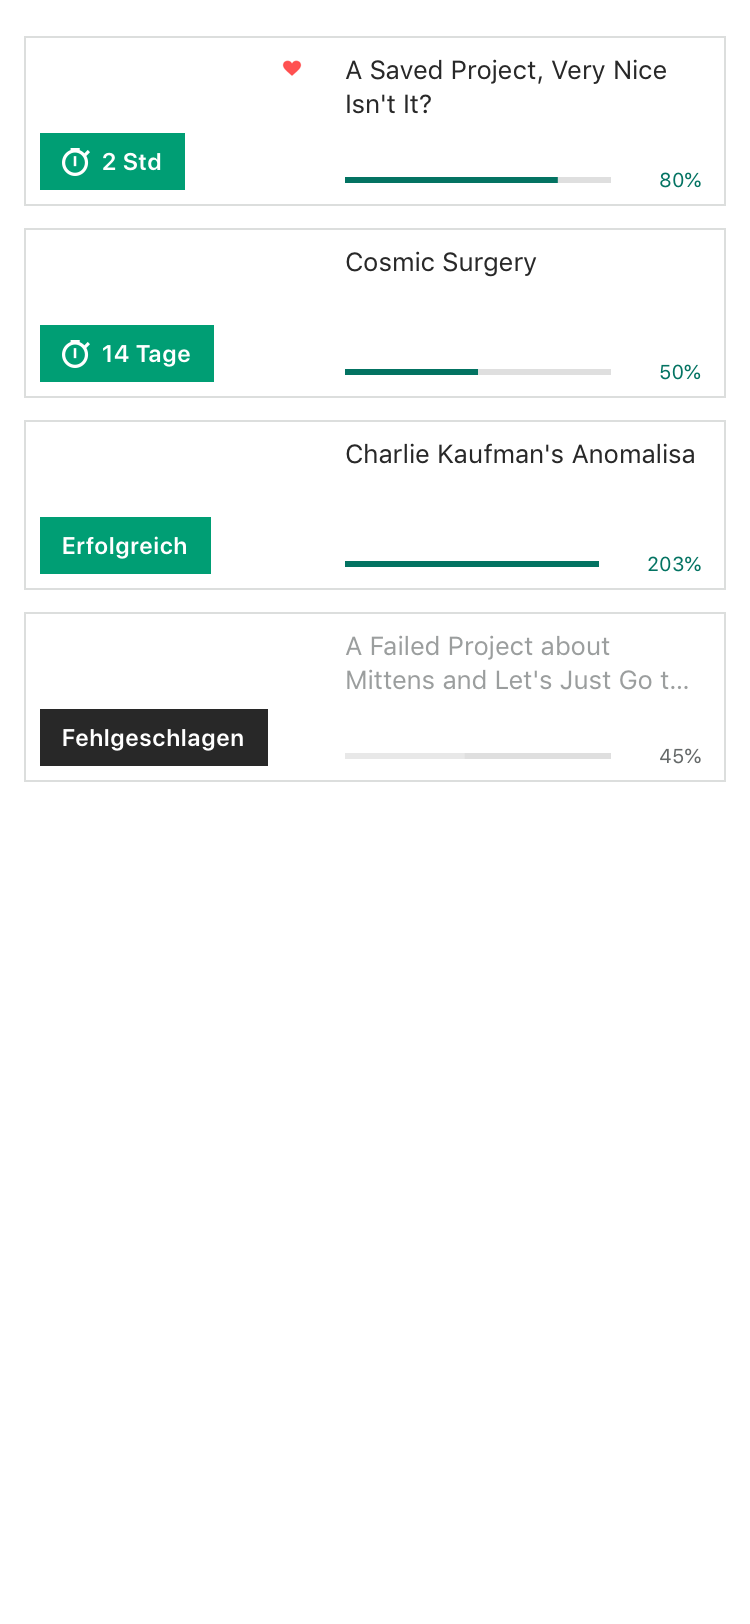 A Saved Project, Very Nice
Isn't It?
2 Std
80%
Cosmic Surgery
14 Tage
50%
Charlie Kaufman's Anomalisa
Erfolgreich
203%
A Failed Project about
Mittens and Let's Just Go t...
Fehlgeschlagen
45%